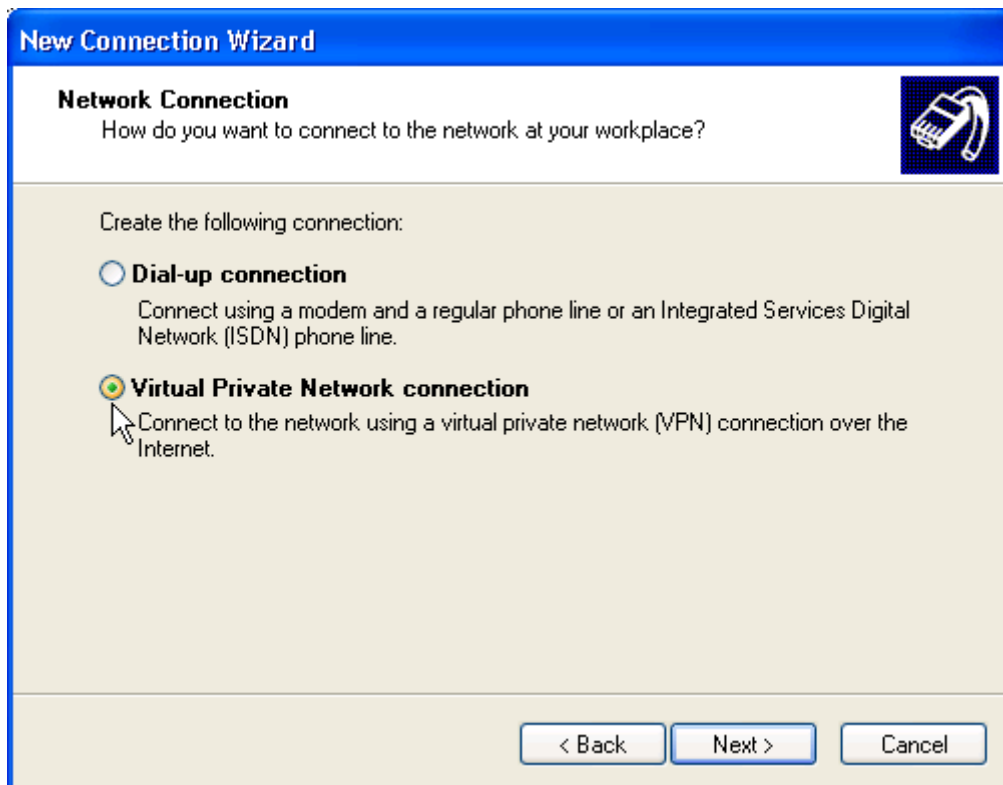 New Connection Wizard
Network Connection
How do you want to connect to the network at your workplace?
Create the following connection:
Dial-up connection
Connect using a modem and a regular phone line or an Integrated Services Digital
Network (ISDN) phone line.
Virtual Private Network connection
Connect to the network using a virtual private network (VPN) connection over the
Internet.
< Back
Next >
Cancel